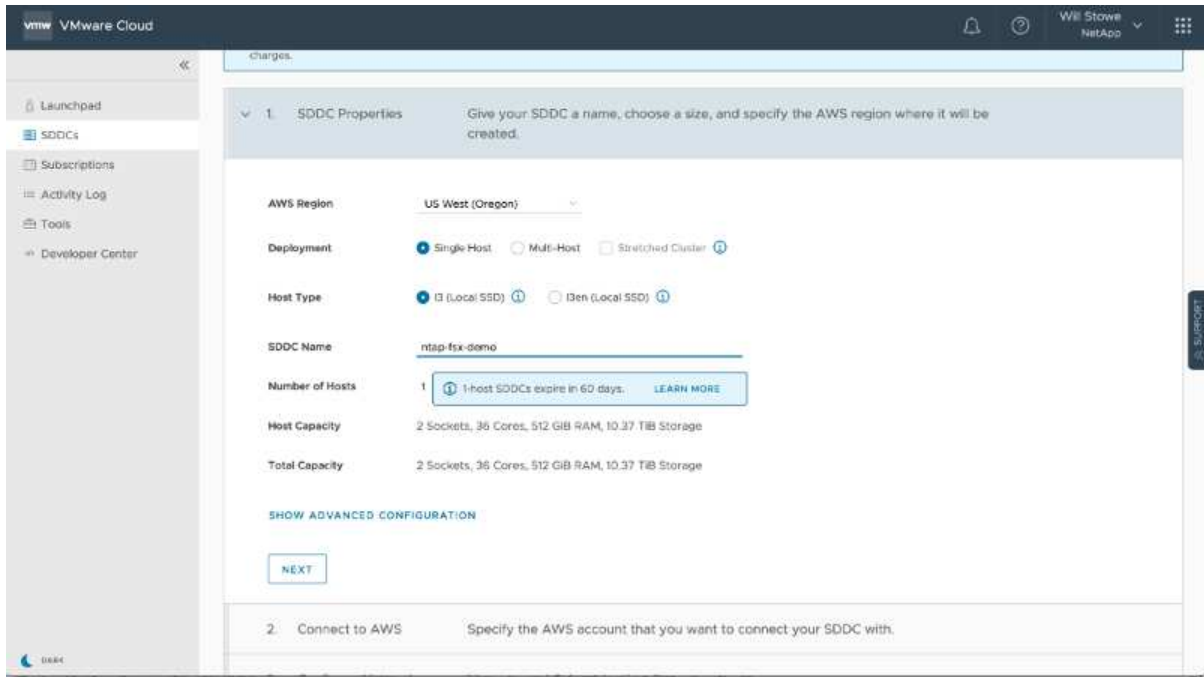 vmw VMware Cloud
Will Stowe
NetApp
charges.
Launchpad
SDDCs
Subscriptions
Activity Log
Tools
Developer Center
1. SDDC Properties Give your SDDC a name, choose a size, and specify the AWS region where it will be
created.
AWS Region US West (Oregon)
Deployment Single Host Multi-Host Stretched Cluster
Host Type I3 (Local SSD) I3en (Local SSD)
SDDC Name ntap-fsx-demo
Number of Hosts 1 1-host SDDCs expire in 60 days. LEARN MORE
Host Capacity 2 Sockets, 36 Cores, 512 GiB RAM, 10.37 TiB Storage
Total Capacity 2 Sockets, 36 Cores, 512 GiB RAM, 10.37 TiB Storage
SHOW ADVANCED CONFIGURATION
NEXT
2. Connect to AWS Specify the AWS account that you want to connect your SDDC with.
DARK
SUPPORT